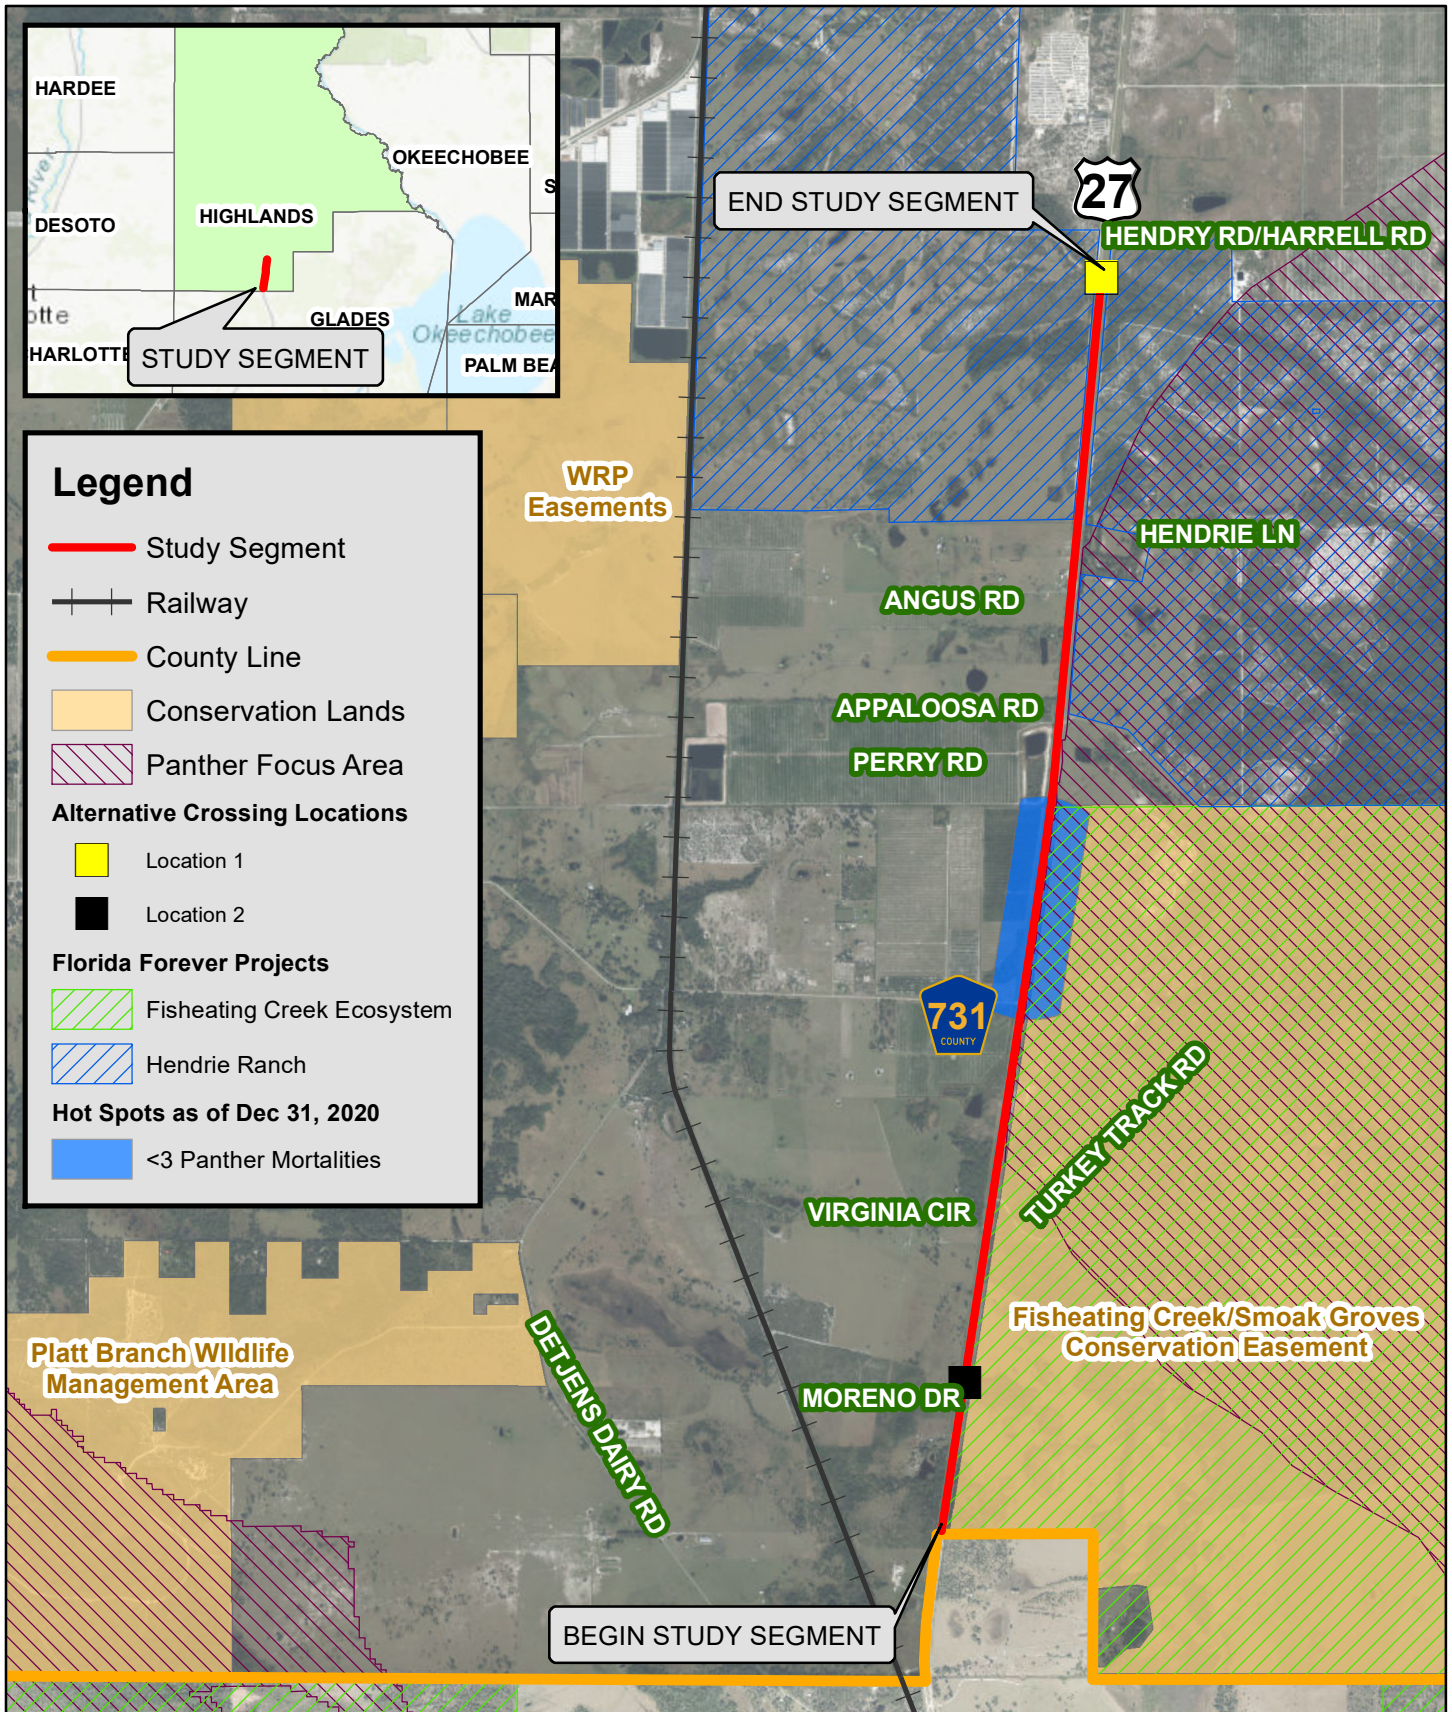 HARDEE
River
OKEECHOBEE
S
DESOTO
HIGHLANDS
MAR
GLADES
Lake
Okeechobee
HARLOTTE
PALM BEA
STUDY SEGMENT
END STUDY SEGMENT
27
HENDRY RD/HARRELL RD
Legend
Study Segment
Railway
County Line
Conservation Lands
Panther Focus Area
Alternative Crossing Locations
Location 1
Location 2
Florida Forever Projects
Fisheating Creek Ecosystem
Hendrie Ranch
Hot Spots as of Dec 31, 2020
<3 Panther Mortalities
WRP
Easements
HENDRIE LN
ANGUS RD
APPALOOSA RD
PERRY RD
731
COUNTY
TURKEY TRACK RD
VIRGINIA CIR
Fisheating Creek/Smoak Groves
Conservation Easement
Platt Branch WIldlife
Management Area
DETJENS DAIRY RD
MORENO DR
BEGIN STUDY SEGMENT